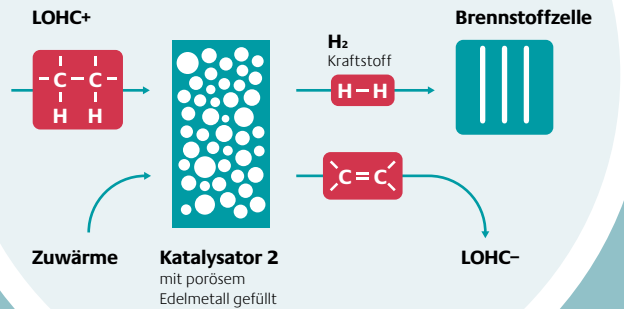 LOHC+
Brennstoffzelle
H₂
Kraftstoff
C–C
H H
H–H
C=C
Zuwärme
Katalysator 2
mit porösem
Edelmetall gefüllt
LOHC–